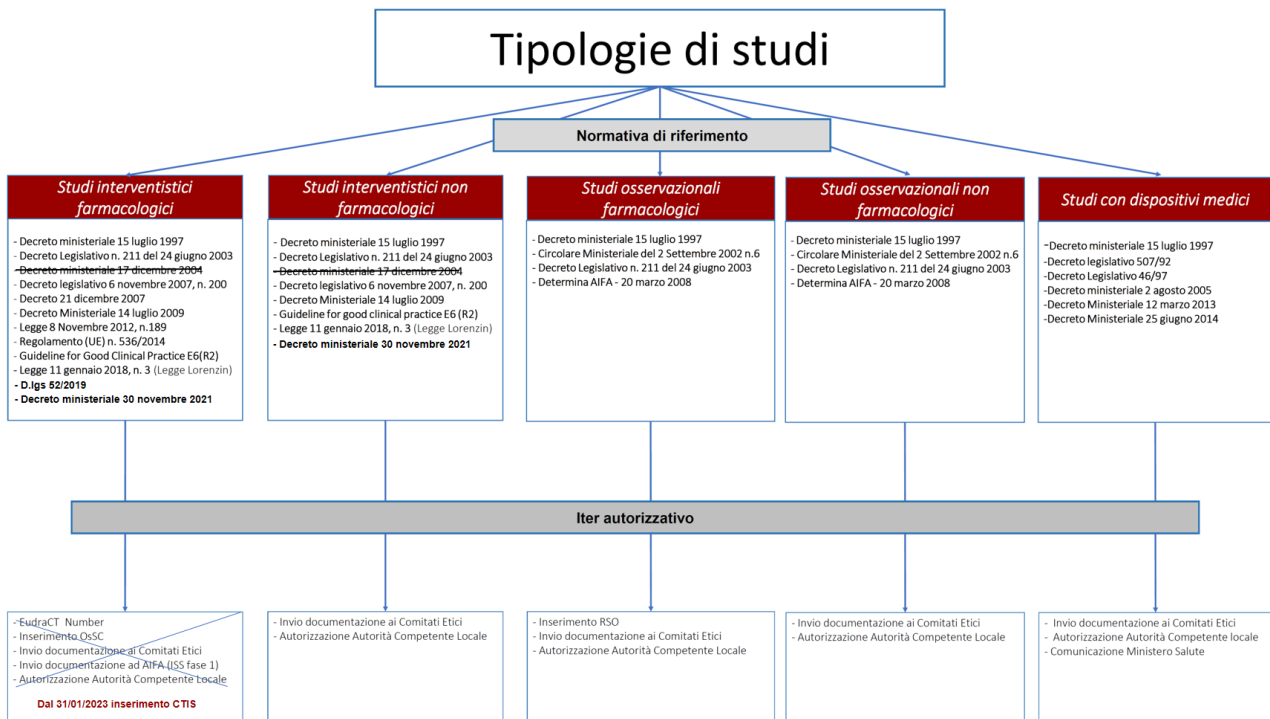 Tipologie di studi
Normativa di riferimento
Studi interventistici
farmacologici
- Decreto ministeriale 15 luglio 1997
- Decreto Legislativo n. 211 del 24 giugno 2003
- Decreto ministeriale 17 dicembre 2004
- Decreto legislativo 6 novembre 2007, n. 200
- Decreto 21 dicembre 2007
- Decreto Ministeriale 14 luglio 2009
- Legge 8 Novembre 2012, n.189
- Regolamento (UE) n. 536/2014
- Guideline for Good Clinical Practice E6(R2)
- Legge 11 gennaio 2018, n. 3 (Legge Lorenzin)
- D.lgs 52/2019
- Decreto ministeriale 30 novembre 2021
Studi interventistici non
farmacologici
- Decreto ministeriale 15 luglio 1997
- Decreto Legislativo n. 211 del 24 giugno 2003
- Decreto ministeriale 17 dicembre 2004
- Decreto legislativo 6 novembre 2007, n. 200
- Decreto Ministeriale 14 luglio 2009
- Guideline for good clinical practice E6 (R2)
- Legge 11 gennaio 2018, n. 3 (Legge Lorenzin)
- Decreto ministeriale 30 novembre 2021
Studi osservazionali
farmacologici
- Decreto ministeriale 15 luglio 1997
- Circolare Ministeriale del 2 Settembre 2002 n.6
- Decreto Legislativo n. 211 del 24 giugno 2003
- Determina AIFA - 20 marzo 2008
Studi osservazionali non
farmacologici
- Decreto ministeriale 15 luglio 1997
- Circolare Ministeriale del 2 Settembre 2002 n.6
- Decreto Legislativo n. 211 del 24 giugno 2003
- Determina AIFA - 20 marzo 2008
Studi con dispositivi medici
-Decreto ministeriale 15 luglio 1997
-Decreto legislativo 507/92
-Decreto Legislativo 46/97
-Decreto ministeriale 2 agosto 2005
-Decreto Ministeriale 12 marzo 2013
-Decreto Ministeriale 25 giugno 2014
Iter autorizzativo
- EudraCT Number
- Inserimento OsSC
- Invio documentazione ai Comitati Etici
- Invio documentazione ad AIFA (ISS fase 1)
- Autorizzazione Autorità Competente Locale
Dal 31/01/2023 inserimento CTIS
- Invio documentazione ai Comitati Etici
- Autorizzazione Autorità Competente Locale
- Inserimento RSO
- Invio documentazione ai Comitati Etici
- Autorizzazione Autorità Competente Locale
- Invio documentazione ai Comitati Etici
- Autorizzazione Autorità Competente Locale
- Invio documentazione ai Comitati Etici
- Autorizzazione Autorità Competente locale
- Comunicazione Ministero Salute